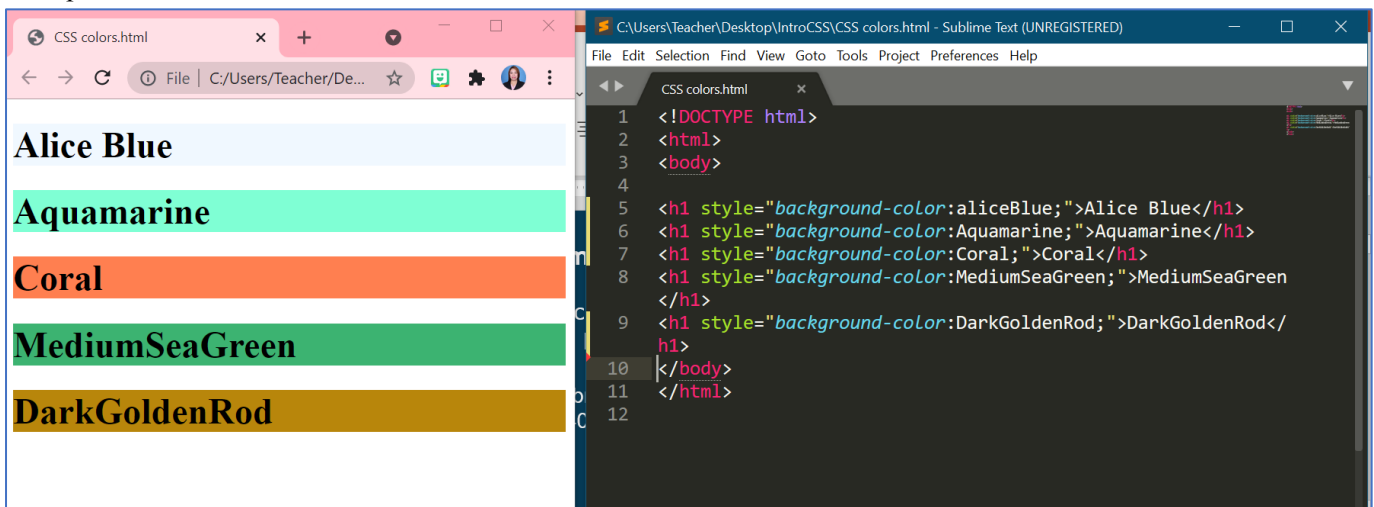 CSS colors.html
File | C:/Users/Teacher/De...
Alice Blue
Aquamarine
Coral
MediumSeaGreen
DarkGoldenRod
C:\Users\Teacher\Desktop\IntroCSS\CSS colors.html - Sublime Text (UNREGISTERED)
File Edit Selection Find View Goto Tools Project Preferences Help
CSS colors.html
1 <!DOCTYPE html>
2 <html>
3 <body>
4
5 <h1 style="background-color:aliceBlue;">Alice Blue</h1>
6 <h1 style="background-color:Aquamarine;">Aquamarine</h1>
7 <h1 style="background-color:Coral;">Coral</h1>
8 <h1 style="background-color:MediumSeaGreen;">MediumSeaGreen
</h1>
9 <h1 style="background-color:DarkGoldenRod;">DarkGoldenRod</
h1>
10 </body>
11 </html>
12